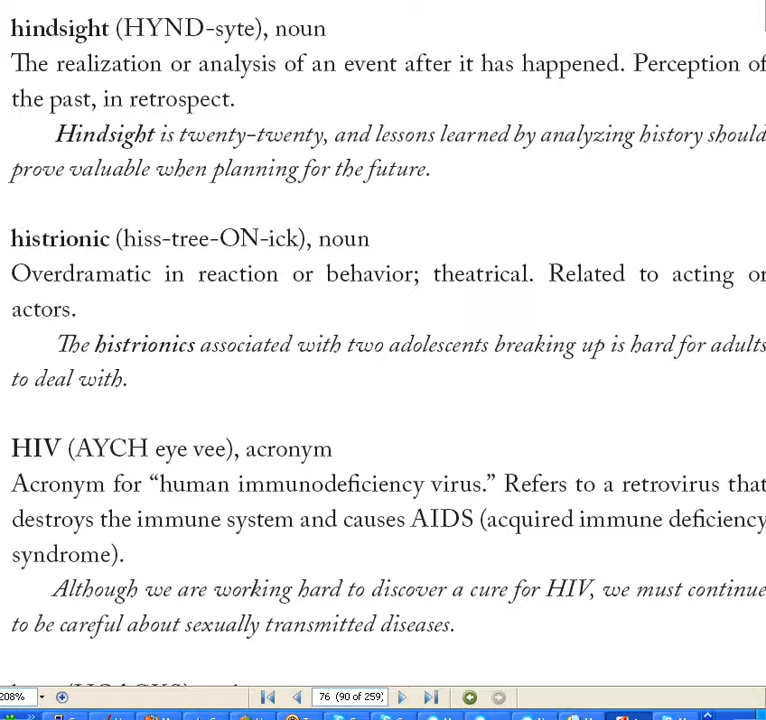 hindsight (HYND-syte), noun
The realization or analysis of an event after it has happened. Perception of
the past, in retrospect.
Hindsight is twenty-twenty, and lessons learned by analyzing history should
prove valuable when planning for the future.
histrionic (hiss-tree-ON-ick), noun
Overdramatic in reaction or behavior; theatrical. Related to acting or
actors.
The histrionics associated with two adolescents breaking up is hard for adults
to deal with.
HIV (AYCH eye vee), acronym
Acronym for “human immunodeficiency virus.” Refers to a retrovirus that
destroys the immune system and causes AIDS (acquired immune deficiency
syndrome).
Although we are working hard to discover a cure for HIV, we must continue
to be careful about sexually transmitted diseases.
208% 76 (90 of 259)